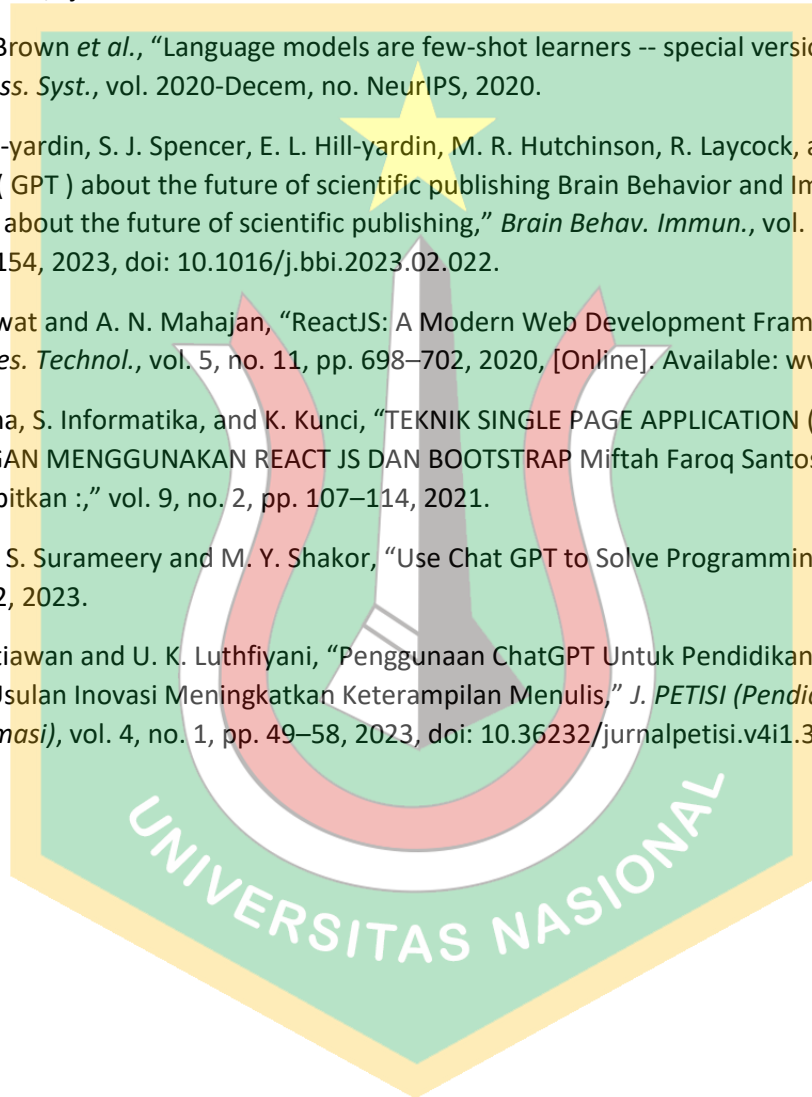 Brown et al., “Language models are few-shot learners -- special versio
ss. Syst., vol. 2020-Decem, no. NeurIPS, 2020.
-yardin, S. J. Spencer, E. L. Hill-yardin, M. R. Hutchinson, R. Laycock, a
( GPT ) about the future of scientific publishing Brain Behavior and Im
about the future of scientific publishing,” Brain Behav. Immun., vol.
154, 2023, doi: 10.1016/j.bbi.2023.02.022.
wat and A. N. Mahajan, “ReactJS: A Modern Web Development Fram
es. Technol., vol. 5, no. 11, pp. 698–702, 2020, [Online]. Available: wv
na, S. Informatika, and K. Kunci, “TEKNIK SINGLE PAGE APPLICATION (
GAN MENGGUNAKAN REACT JS DAN BOOTSTRAP Miftah Faroq Santos
bitkan :,” vol. 9, no. 2, pp. 107–114, 2021.
S. Surameery and M. Y. Shakor, “Use Chat GPT to Solve Programmin
2, 2023.
tiawan and U. K. Luthfiyani, “Penggunaan ChatGPT Untuk Pendidikan
Usulan Inovasi Meningkatkan Keterampilan Menulis,” J. PETISI (Pendid
masi), vol. 4, no. 1, pp. 49–58, 2023, doi: 10.36232/jurnalpetisi.v4i1.3
UNIVERSITAS NASIONAL